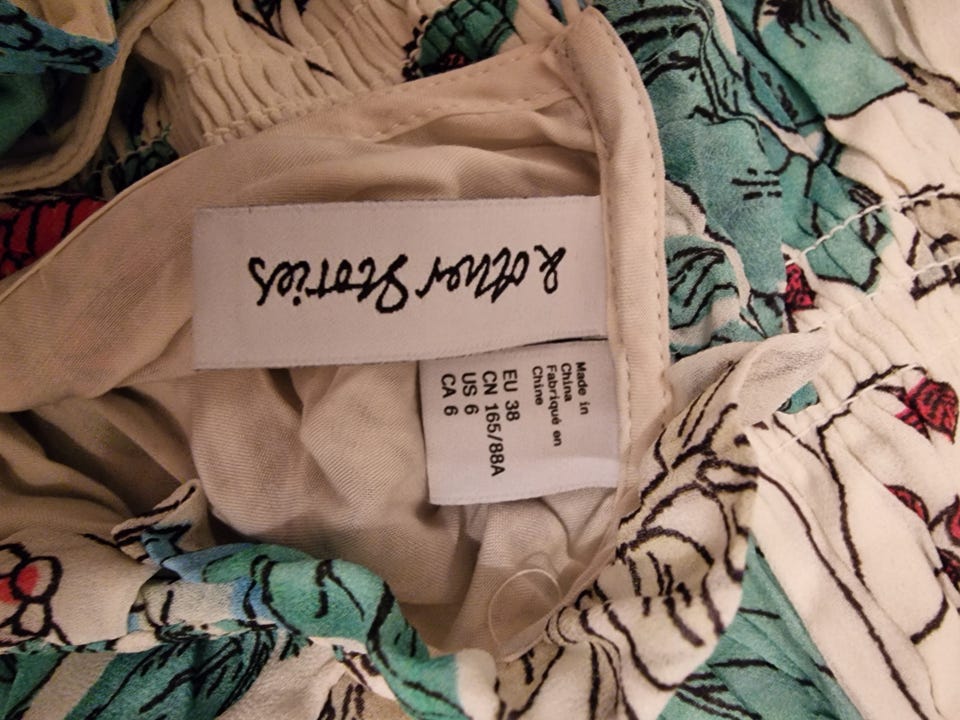 & other Stories
Made in
China
Fabriqué en
Chine
EU 38
CN 165/88A
US 6
CA 6